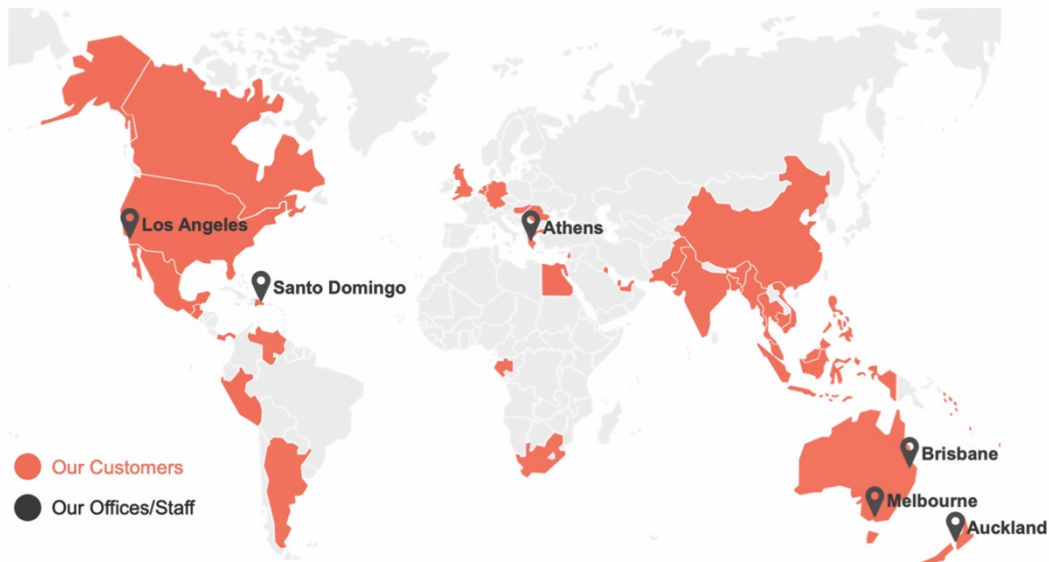 Los Angeles
Athens
Santo Domingo
Our Customers
Brisbane
Our Offices/Staff
Melbourne
Auckland